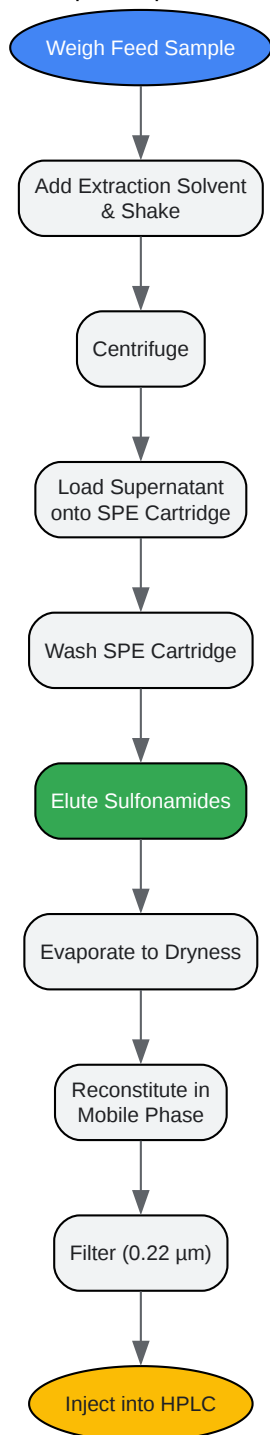 Weigh Feed Sample
Add Extraction Solvent
& Shake
Centrifuge
Load Supernatant
onto SPE Cartridge
Wash SPE Cartridge
Elute Sulfonamides
Evaporate to Dryness
Reconstitute in
Mobile Phase
Filter (0.22 µm)
Inject into HPLC